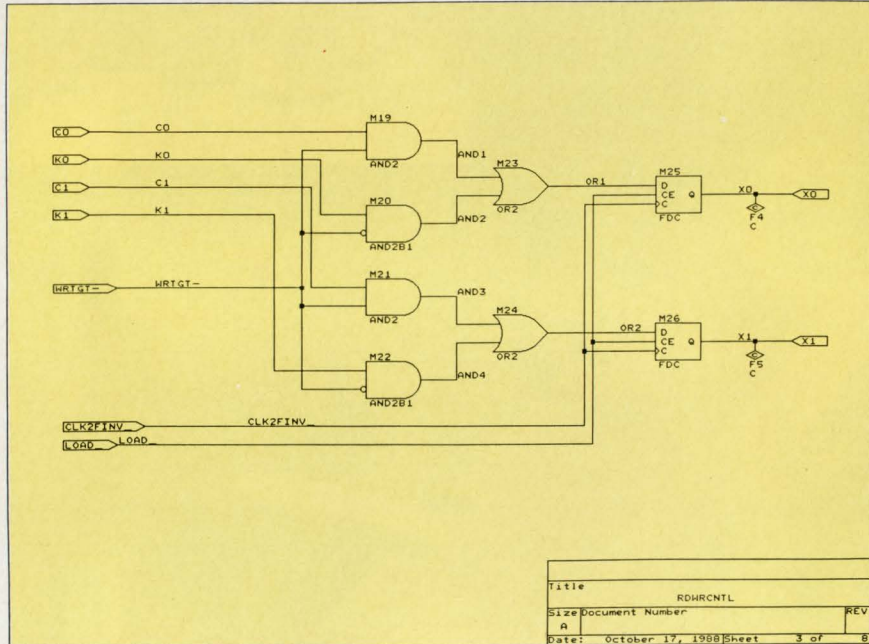 M19
C0 C0
AND1
M23
K0 K0
AND2
M25
C1 C1
OR1
D
X0
X0
M20
CE Q
K1 K1
AND2
OR2
C
F4
FDC
C
AND2B1
M21
WRTGT- WRTGT-
AND3
M24
M26
AND2
OR2
D
X1
X1
M22
CE Q
OR2
C
F5
AND4
FDC
C
AND2B1
CLK2FINV_ CLK2FINV_
LOAD_ LOAD_
Title
RDWRCNTL
Size Document Number REV
A
Date: October 17, 1988 Sheet 3 of 8